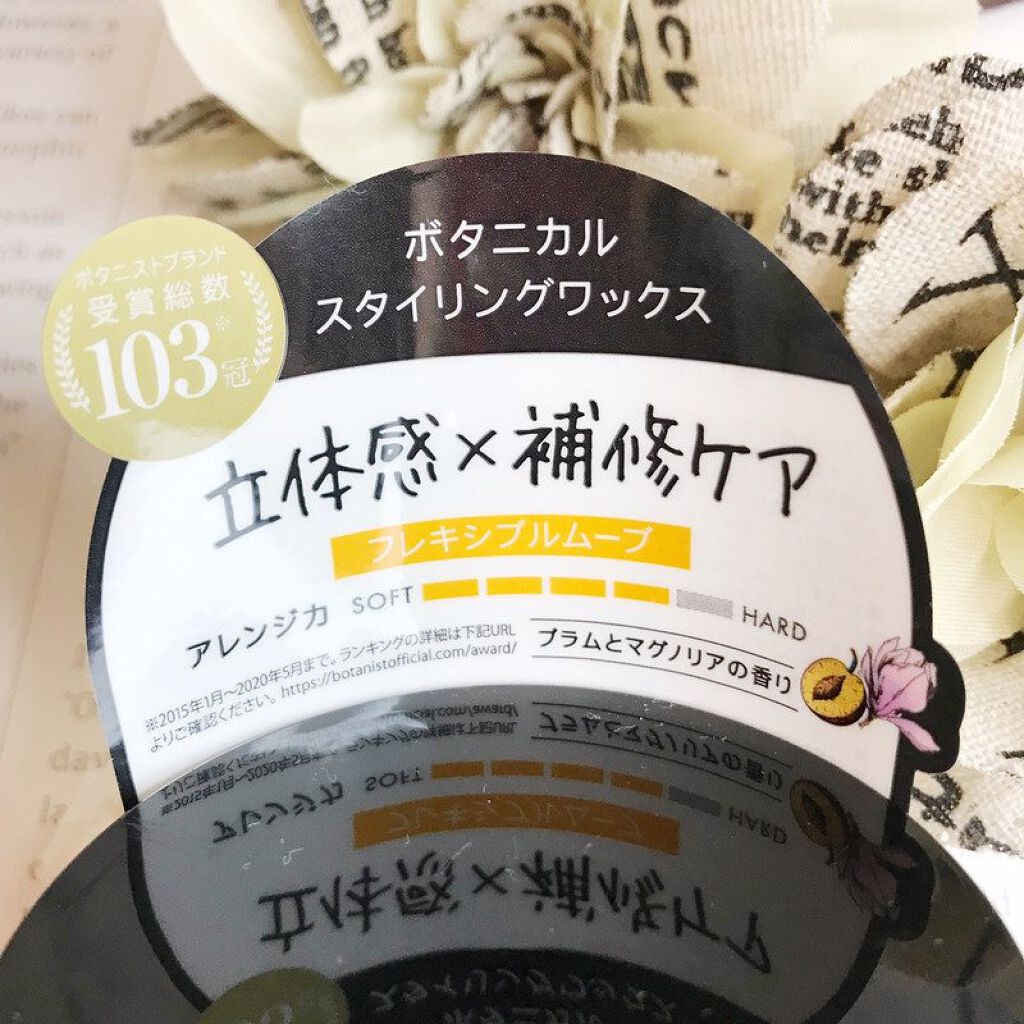 ボタニカル
スタイリングワックス
ボタニストブランド
受賞総数
103※冠
立体感×補修ケア
フレキシブルムーブ
アレンジ力 SOFT HARD
※2015年1月〜2020年5月まで。ランキングの詳細は下記URL
よりご確認ください。https://botanistofficial.com/award/
プラムとマグノリアの香り
with
help